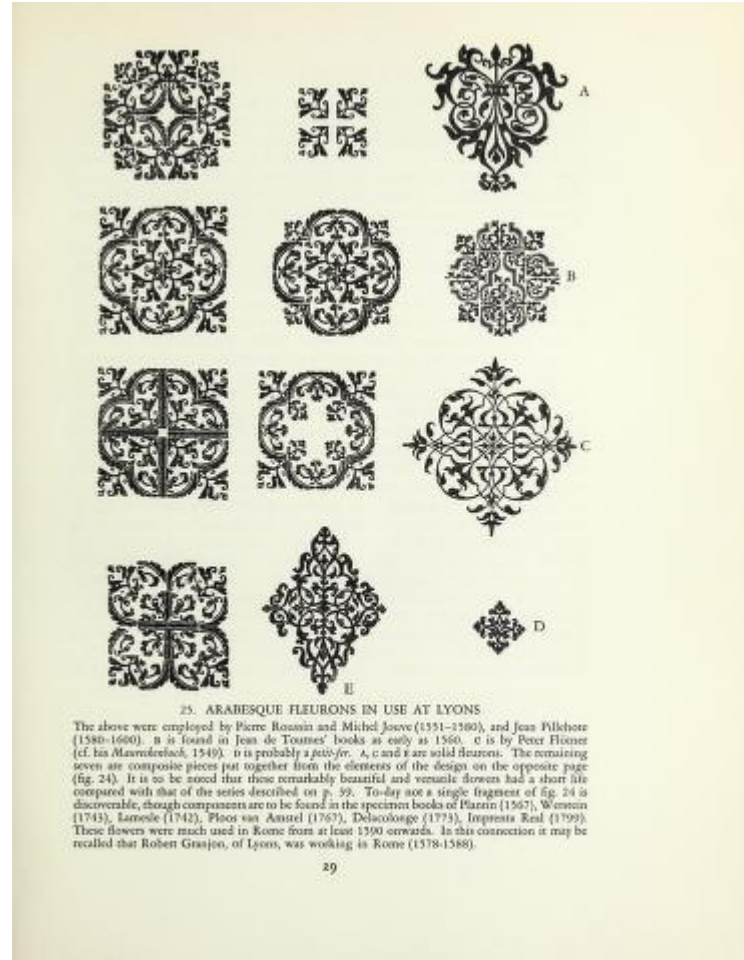 A
B
C
D
E
25. ARABESQUE FLEURONS IN USE AT LYONS
The above were employed by Pierre Roussin and Michel Jouve (1551–1580), and Jean Pillehote
(1580–1600). B is found in Jean de Tournes' books as early as 1560. C is by Peter Flötner
(cf. his Maureskenbuch, 1549). D is probably a petit-fer. A, C and E are solid fleurons. The remaining
seven are composite pieces put together from the elements of the design on the opposite page
(fig. 24). It is to be noted that these remarkably beautiful and versatile flowers had a short life
compared with that of the series described on p. 39. To-day not a single fragment of fig. 24 is
discoverable, though components are to be found in the specimen books of Plantin (1567), Wetstein
(1743), Lamesle (1742), Ploos van Amstel (1767), Delacolonge (1773), Imprenta Real (1799).
These flowers were much used in Rome from at least 1590 onwards. In this connection it may be
recalled that Robert Granjon, of Lyons, was working in Rome (1578-1588).
29